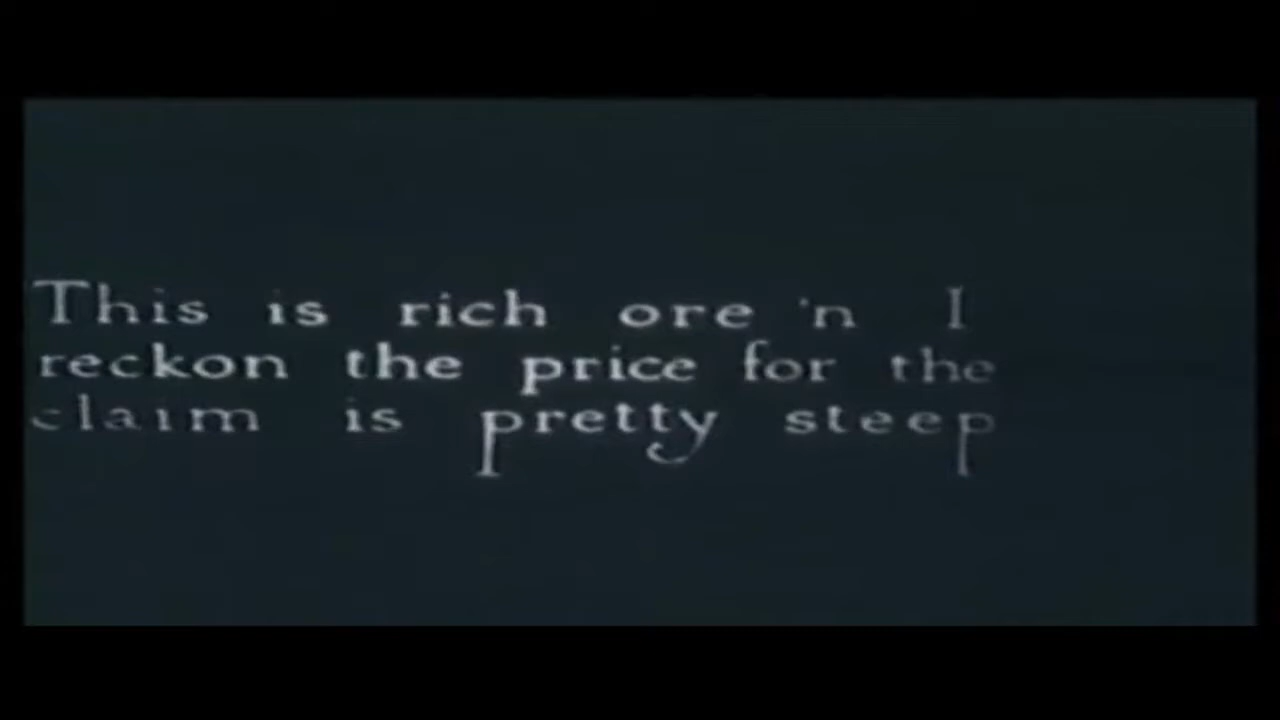 This is rich ore 'n I
reckon the price for the
claim is pretty steep